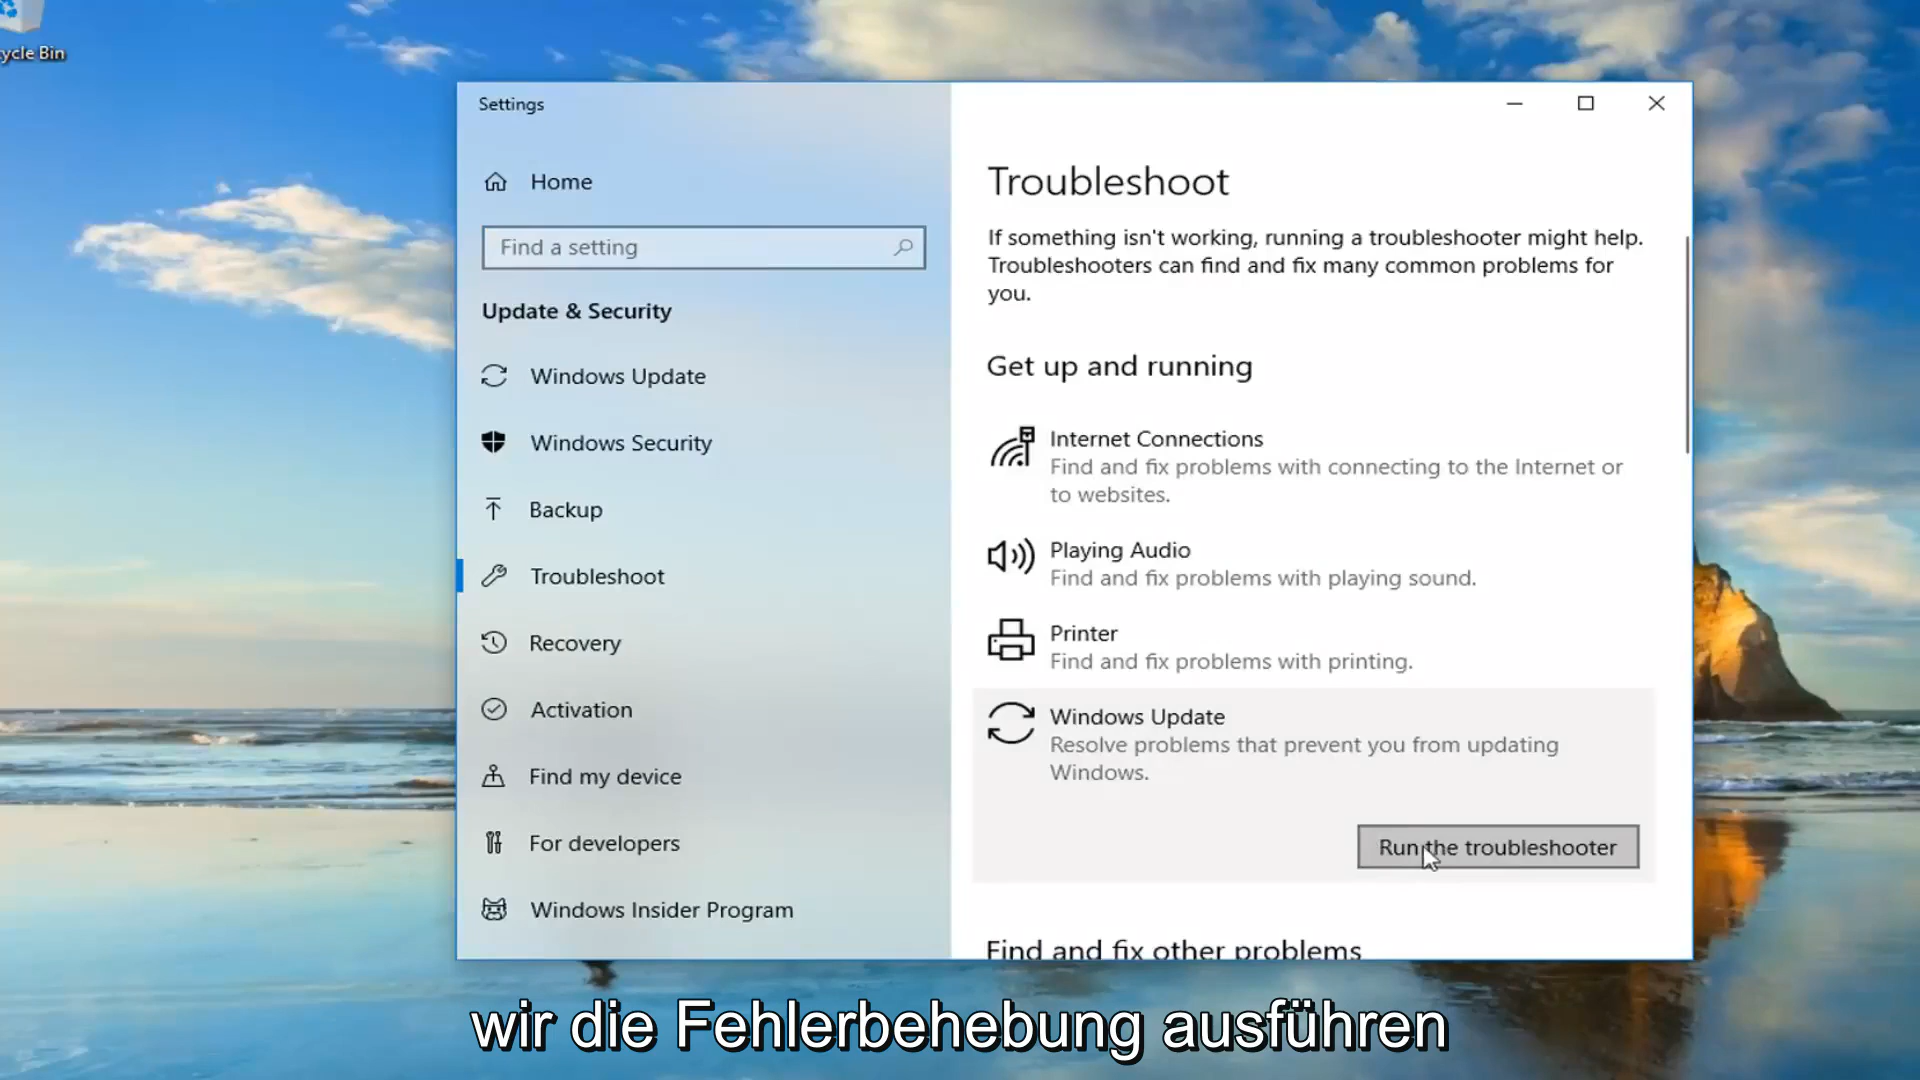 ycle Bin
Settings
Home
Find a setting
Update & Security
Windows Update
Windows Security
Backup
Troubleshoot
Recovery
Activation
Find my device
For developers
Windows Insider Program
Troubleshoot
If something isn't working, running a troubleshooter might help.
Troubleshooters can find and fix many common problems for
you.
Get up and running
Internet Connections
Find and fix problems with connecting to the Internet or
to websites.
Playing Audio
Find and fix problems with playing sound.
Printer
Find and fix problems with printing.
Windows Update
Resolve problems that prevent you from updating
Windows.
Run the troubleshooter
Find and fix other problems
wir die Fehlerbehebung ausführen